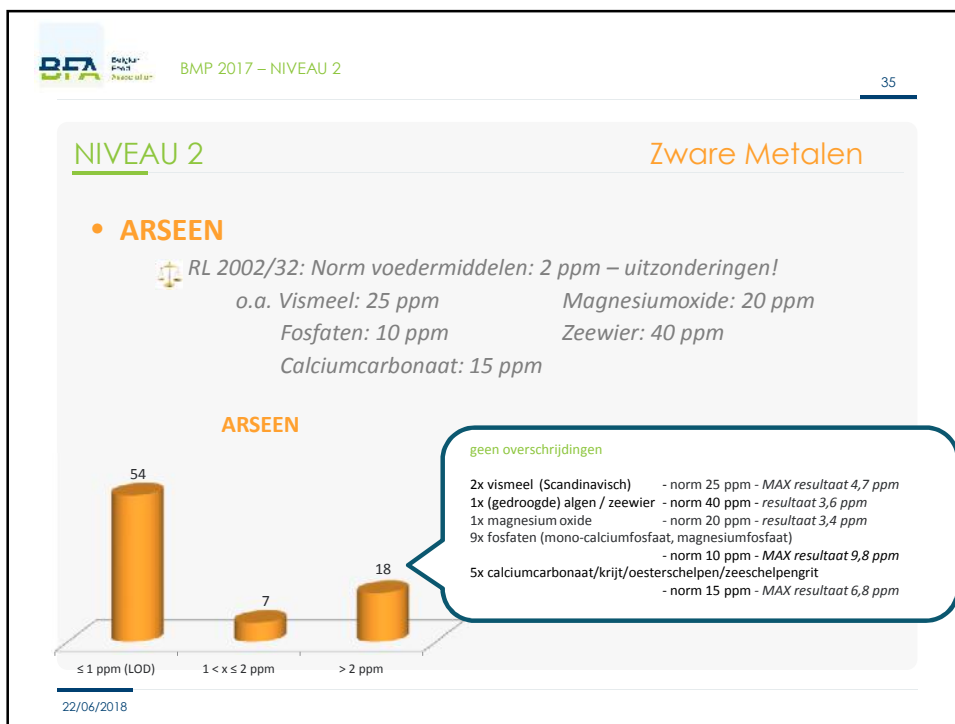 BFA
Belgian
Feed
Association
BMP 2017 – NIVEAU 2
35
NIVEAU 2
Zware Metalen
• ARSEEN
RL 2002/32: Norm voedermiddelen: 2 ppm – uitzonderingen!
o.a. Vismeel: 25 ppm Magnesiumoxide: 20 ppm
Fosfaten: 10 ppm Zeewier: 40 ppm
Calciumcarbonaat: 15 ppm
ARSEEN
geen overschrijdingen
2x vismeel (Scandinavisch) - norm 25 ppm - MAX resultaat 4,7 ppm
1x (gedroogde) algen / zeewier - norm 40 ppm - resultaat 3,6 ppm
1x magnesium oxide - norm 20 ppm - resultaat 3,4 ppm
9x fosfaten (mono-calciumfosfaat, magnesiumfosfaat)
- norm 10 ppm - MAX resultaat 9,8 ppm
5x calciumcarbonaat/krijt/oesterschelpen/zeeschelpengrit
- norm 15 ppm - MAX resultaat 6,8 ppm
54
7
18
≤ 1 ppm (LOD) 1 < x ≤ 2 ppm > 2 ppm
22/06/2018